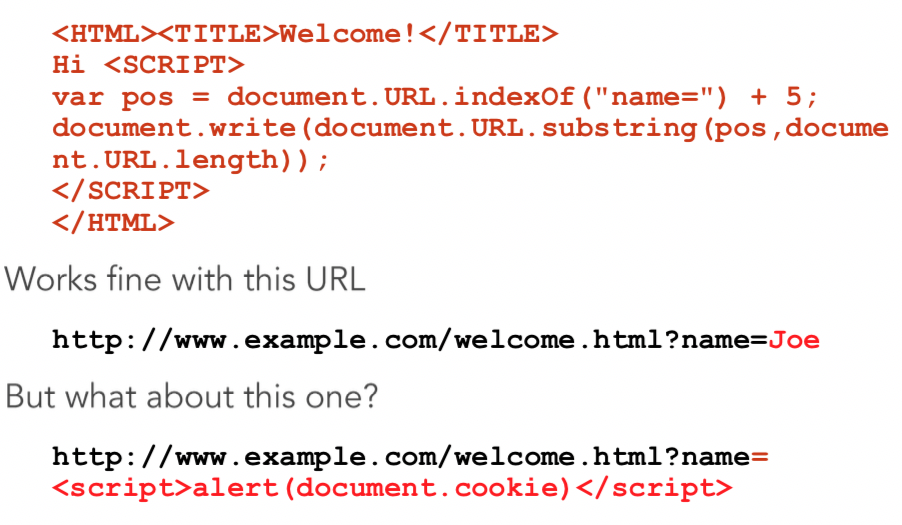 <HTML><TITLE>Welcome!</TITLE>
Hi <SCRIPT>
var pos = document.URL.indexOf("name=") + 5;
document.write(document.URL.substring(pos,docume
nt.URL.length));
</SCRIPT>
</HTML>
Works fine with this URL
http://www.example.com/welcome.html?name=Joe
But what about this one?
http://www.example.com/welcome.html?name=
<script>alert(document.cookie)</script>